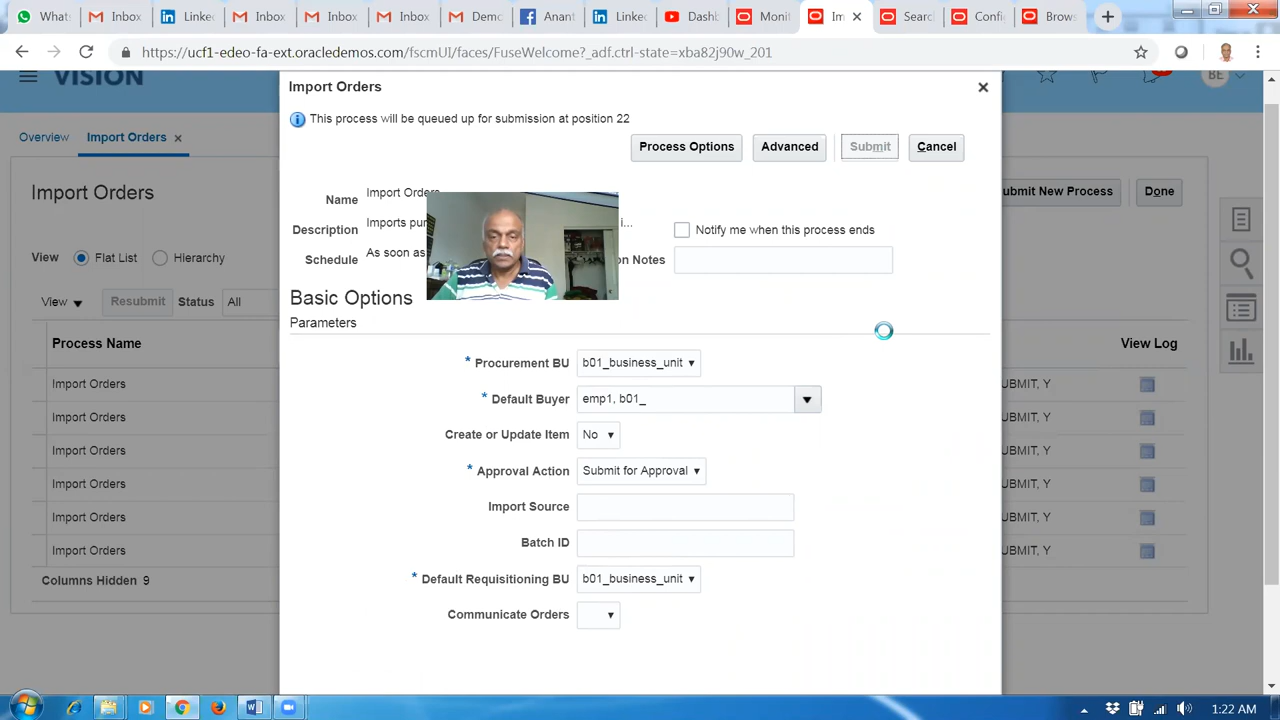 Whats
Inbox
Linke
Inbox
Inbox
Inbox
Demo
Anant
Linke
Dashb
Monit
Im
Search
Confi
Brows
https://ucf1-edeo-fa-ext.oracledemos.com/fscmUI/faces/FuseWelcome?_adf.ctrl-state=xba82j90w_201
VISION
BE
Overview
Import Orders
Import Orders
ubmit New Process
Done
View
Flat List
Hierarchy
View
Resubmit
Status
All
Process Name
View Log
Import Orders
UBMIT, Y
Import Orders
UBMIT, Y
Import Orders
UBMIT, Y
Import Orders
UBMIT, Y
Import Orders
UBMIT, Y
Import Orders
UBMIT, Y
Columns Hidden 9
Import Orders
This process will be queued up for submission at position 22
Process Options
Advanced
Submit
Cancel
Name
Import Orders
Description
Imports pur
i...
Notify me when this process ends
Schedule
As soon as
on Notes
Basic Options
Parameters
* Procurement BU
b01_business_unit
* Default Buyer
emp1, b01_
Create or Update Item
No
* Approval Action
Submit for Approval
Import Source
Batch ID
* Default Requisitioning BU
b01_business_unit
Communicate Orders
1:22 AM